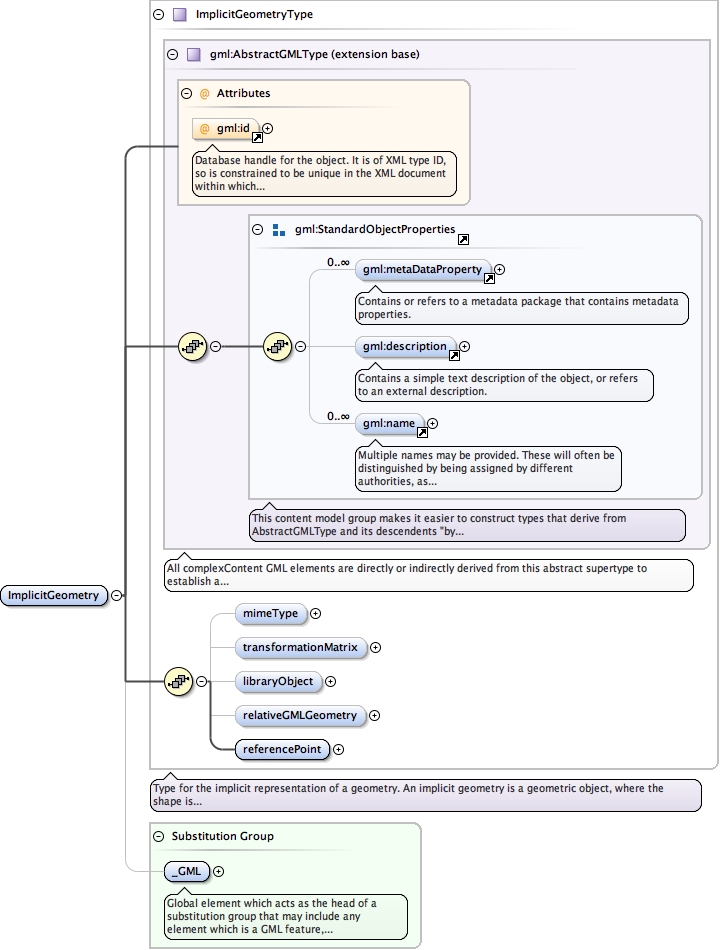 ImplicitGeometryType
gml:AbstractGMLType (extension base)
@ Attributes
@ gml:id
Database handle for the object. It is of XML type ID,
so is constrained to be unique in the XML document
within which...
gml:StandardObjectProperties
0..∞
gml:metaDataProperty
Contains or refers to a metadata package that contains metadata
properties.
gml:description
Contains a simple text description of the object, or refers
to an external description.
0..∞
gml:name
Multiple names may be provided. These will often be
distinguished by being assigned by different
authorities, as...
This content model group makes it easier to construct types that derive from
AbstractGMLType and its descendents "by...
All complexContent GML elements are directly or indirectly derived from this abstract supertype to
establish a...
ImplicitGeometry
mimeType
transformationMatrix
libraryObject
relativeGMLGeometry
referencePoint
Type for the implicit representation of a geometry. An implicit geometry is a geometric object, where the
shape is...
Substitution Group
_GML
Global element which acts as the head of a
substitution group that may include any
element which is a GML feature,...